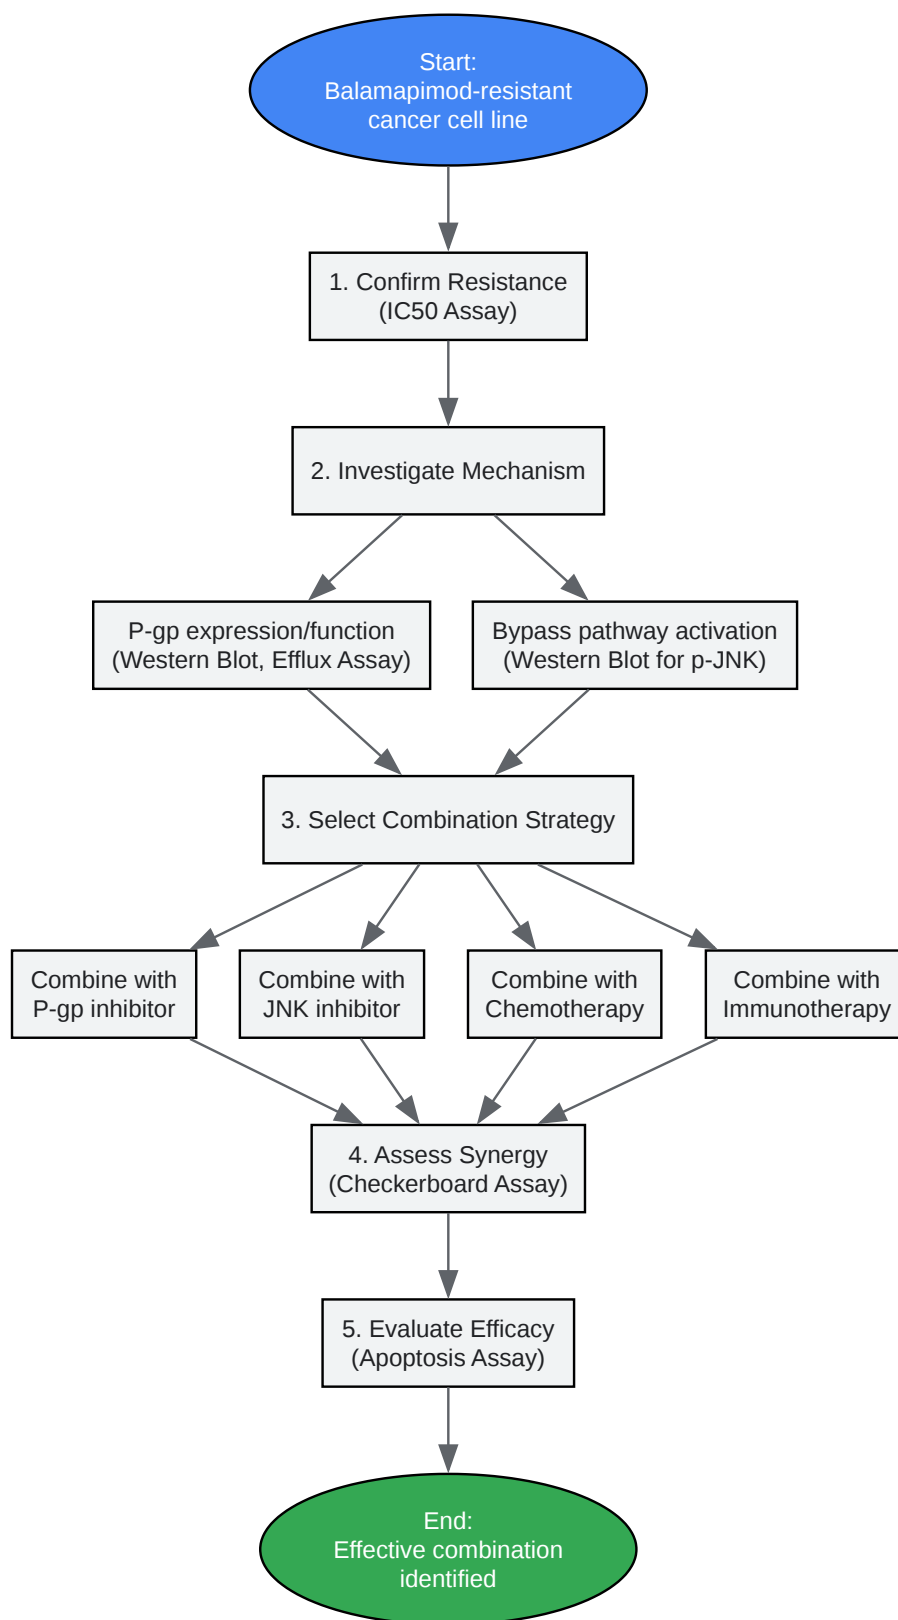 Start:
Balamapimod-resistant
cancer cell line
1. Confirm Resistance
(IC50 Assay)
2. Investigate Mechanism
P-gp expression/function
(Western Blot, Efflux Assay)
Bypass pathway activation
(Western Blot for p-JNK)
3. Select Combination Strategy
Combine with
P-gp inhibitor
Combine with
JNK inhibitor
Combine with
Chemotherapy
Combine with
Immunotherapy
4. Assess Synergy
(Checkerboard Assay)
5. Evaluate Efficacy
(Apoptosis Assay)
End:
Effective combination
identified